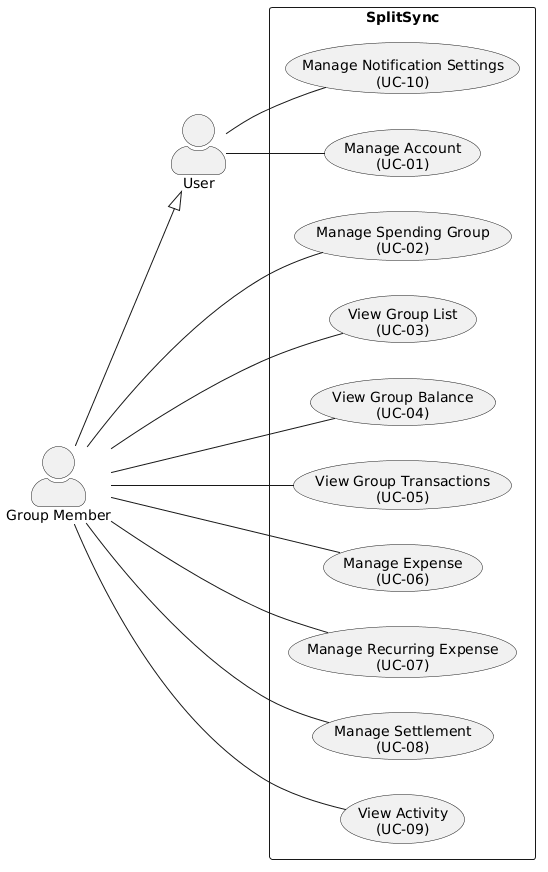 SplitSync
Manage Notification Settings
(UC-10)
Manage Account
(UC-01)
User
Manage Spending Group
(UC-02)
View Group List
(UC-03)
View Group Balance
(UC-04)
View Group Transactions
(UC-05)
Group Member
Manage Expense
(UC-06)
Manage Recurring Expense
(UC-07)
Manage Settlement
(UC-08)
View Activity
(UC-09)